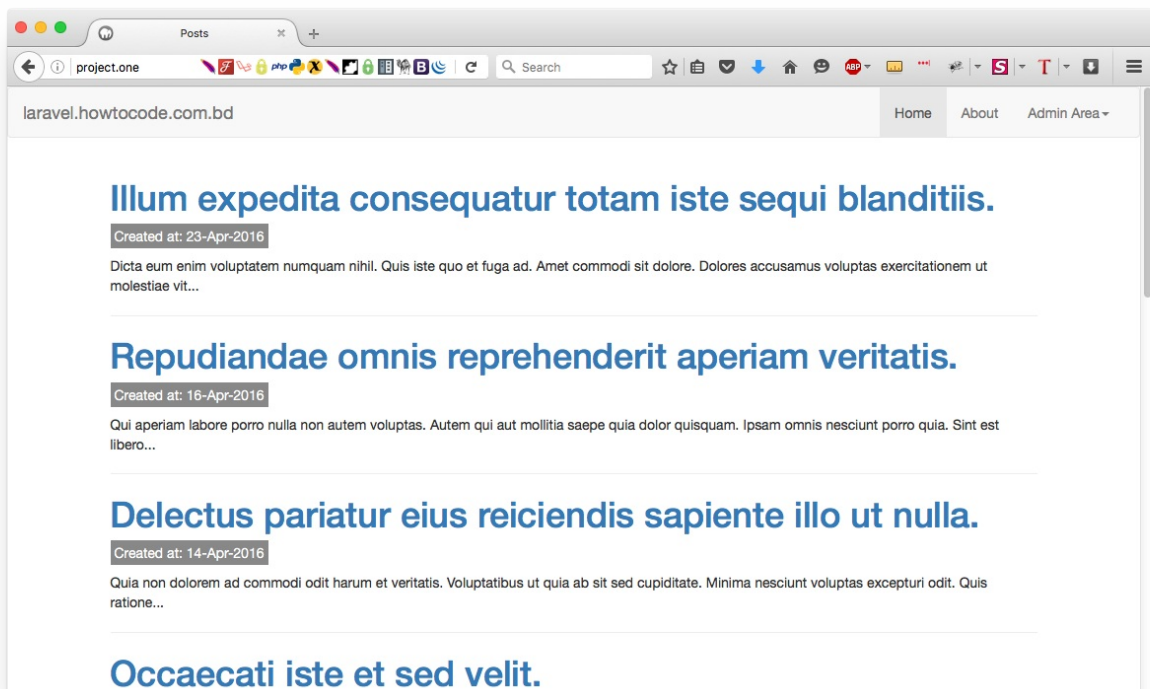 Posts
project.one
php
Search
ABP
S
T
B
laravel.howtocode.com.bd
Home
About
Admin Area
Illum expedita consequatur totam iste sequi blanditiis.
Created at: 23-Apr-2016
Dicta eum enim voluptatem numquam nihil. Quis iste quo et fuga ad. Amet commodi sit dolore. Dolores accusamus voluptas exercitationem ut
molestiae vit...
Repudiandae omnis reprehenderit aperiam veritatis.
Created at: 16-Apr-2016
Qui aperiam labore porro nulla non autem voluptas. Autem qui aut mollitia saepe quia dolor quisquam. Ipsam omnis nesciunt porro quia. Sint est
libero...
Delectus pariatur eius reiciendis sapiente illo ut nulla.
Created at: 14-Apr-2016
Quia non dolorem ad commodi odit harum et veritatis. Voluptatibus ut quia ab sit sed cupiditate. Minima nesciunt voluptas excepturi odit. Quis
ratione...
Occaecati iste et sed velit.